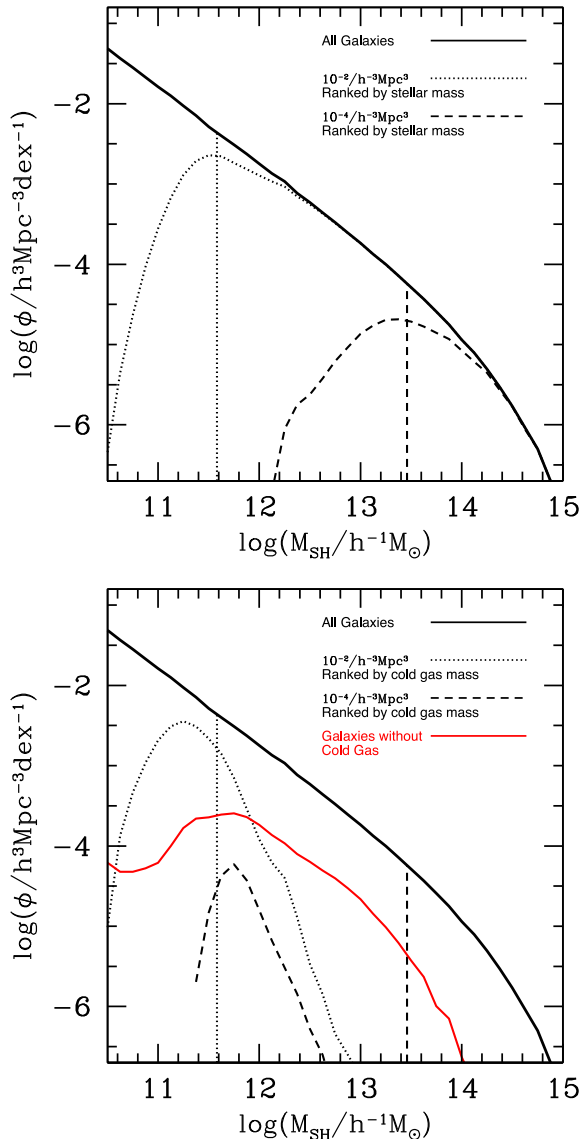 All Galaxies
10⁻²/h⁻³Mpc³
Ranked by stellar mass
10⁻⁴/h⁻³Mpc³
Ranked by stellar mass
−2
−4
−6
log(ϕ/h³Mpc⁻³dex⁻¹)
11 12 13 14 15
log(M_SH/h⁻¹M_⊙)
All Galaxies
10⁻²/h⁻³Mpc³
Ranked by cold gas mass
10⁻⁴/h⁻³Mpc³
Ranked by cold gas mass
Galaxies without
Cold Gas
−2
−4
−6
log(ϕ/h³Mpc⁻³dex⁻¹)
11 12 13 14 15
log(M_SH/h⁻¹M_⊙)